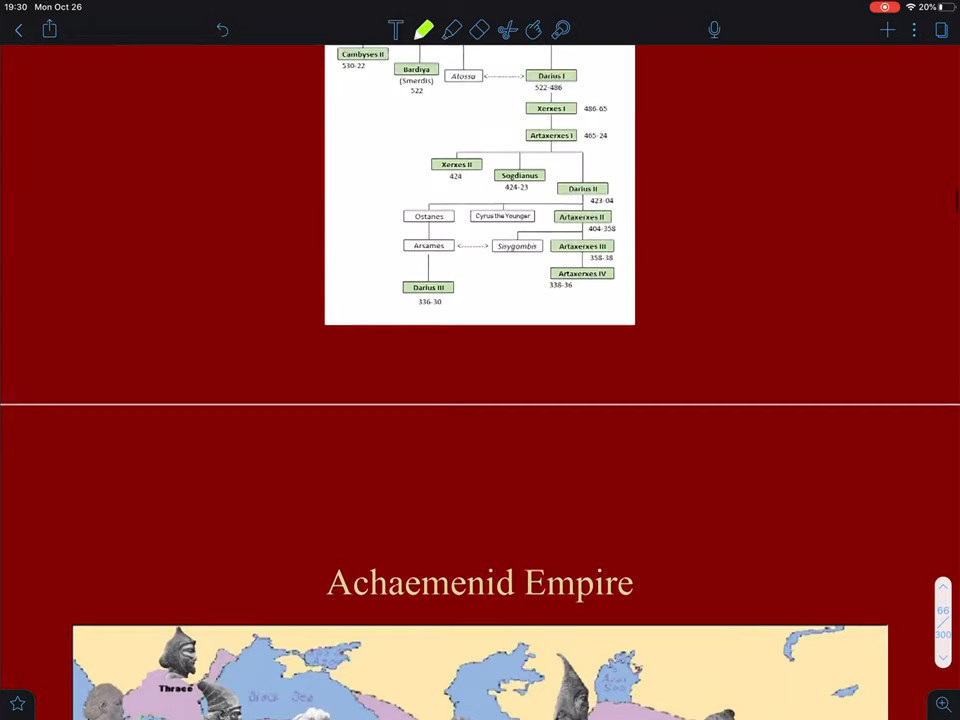 19:30 Mon Oct 26
20%
T
Cambyses II
530-22
Bardiya
(Smerdis)
522
Atossa
Darius I
522-486
Xerxes I
486-65
Artaxerxes I
465-24
Xerxes II
424
Sogdianus
424-23
Darius II
423-04
Ostanes
Cyrus the Younger
Artaxerxes II
404-358
Arsames
Sisygambis
Artaxerxes III
358-38
Artaxerxes IV
338-36
Darius III
336-30
Achaemenid Empire
66
/
300
Thrace
Black Sea
Aral
Sea